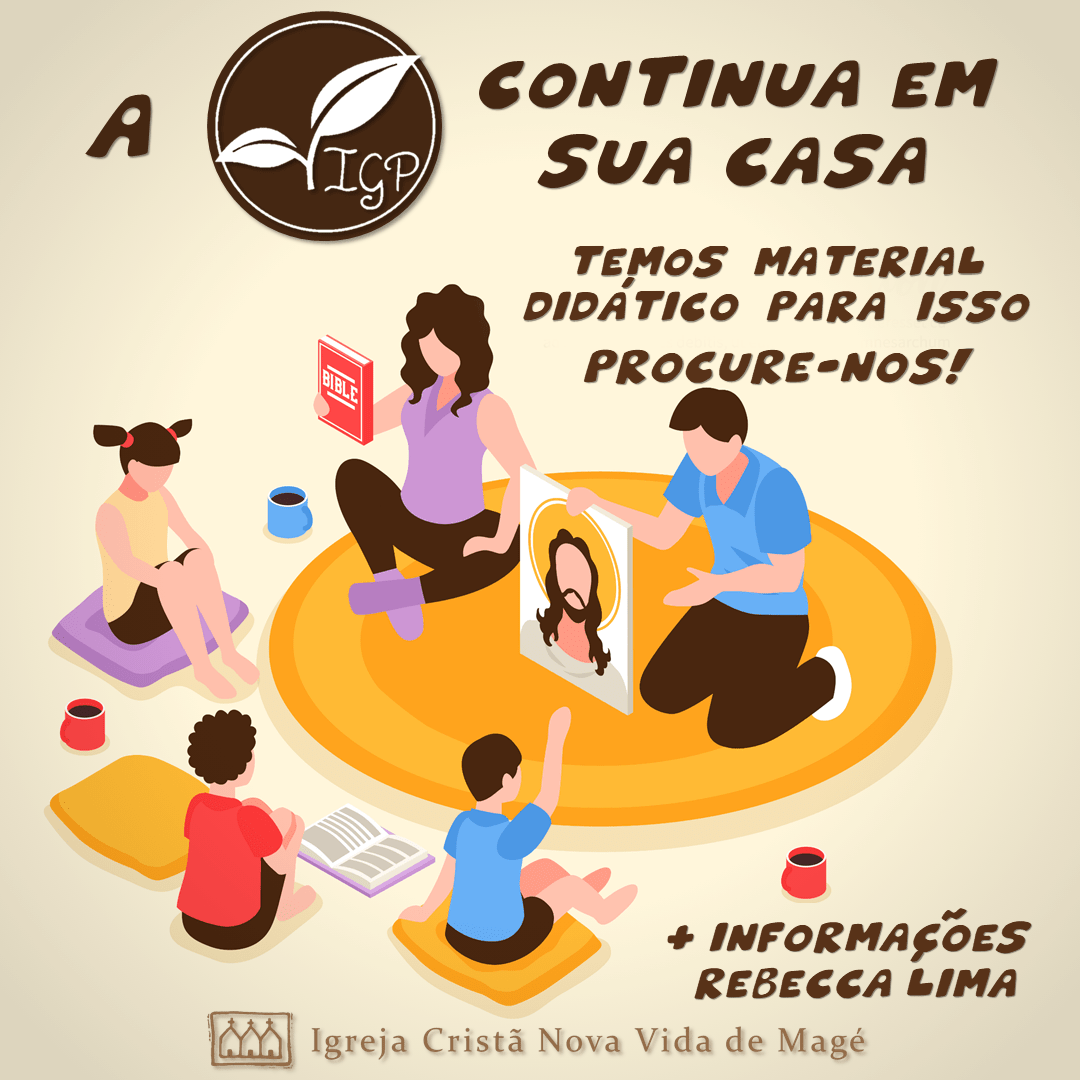 A IGP CONTINUA EM
SUA CASA
TEMOS MATERIAL
DIDÁTICO PARA ISSO
PROCURE-NOS!
BIBLE
+ INFORMAÇÕES
REBECCA LIMA
Igreja Cristã Nova Vida de Magé